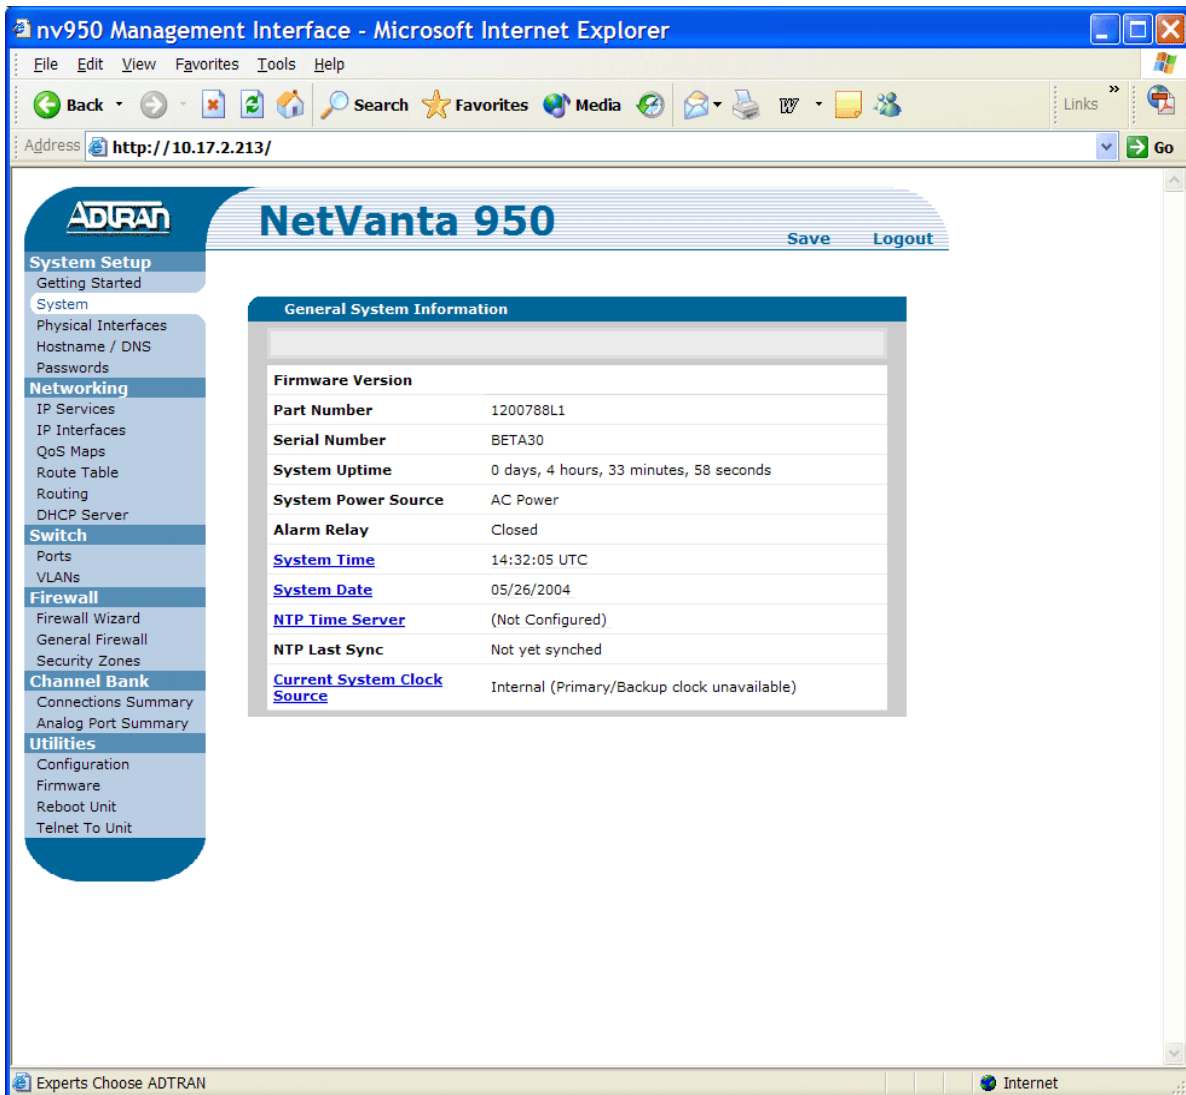 nv950 Management Interface - Microsoft Internet Explorer
File Edit View Favorites Tools Help
Back Search Favorites Media Links »
Address http://10.17.2.213/ Go
ADTRAN
NetVanta 950
Save Logout
System Setup
Getting Started
System
Physical Interfaces
Hostname / DNS
Passwords
Networking
IP Services
IP Interfaces
QoS Maps
Route Table
Routing
DHCP Server
Switch
Ports
VLANs
Firewall
Firewall Wizard
General Firewall
Security Zones
Channel Bank
Connections Summary
Analog Port Summary
Utilities
Configuration
Firmware
Reboot Unit
Telnet To Unit
General System Information
Firmware Version
Part Number 1200788L1
Serial Number BETA30
System Uptime 0 days, 4 hours, 33 minutes, 58 seconds
System Power Source AC Power
Alarm Relay Closed
System Time 14:32:05 UTC
System Date 05/26/2004
NTP Time Server (Not Configured)
NTP Last Sync Not yet synched
Current System Clock
Source Internal (Primary/Backup clock unavailable)
Experts Choose ADTRAN Internet